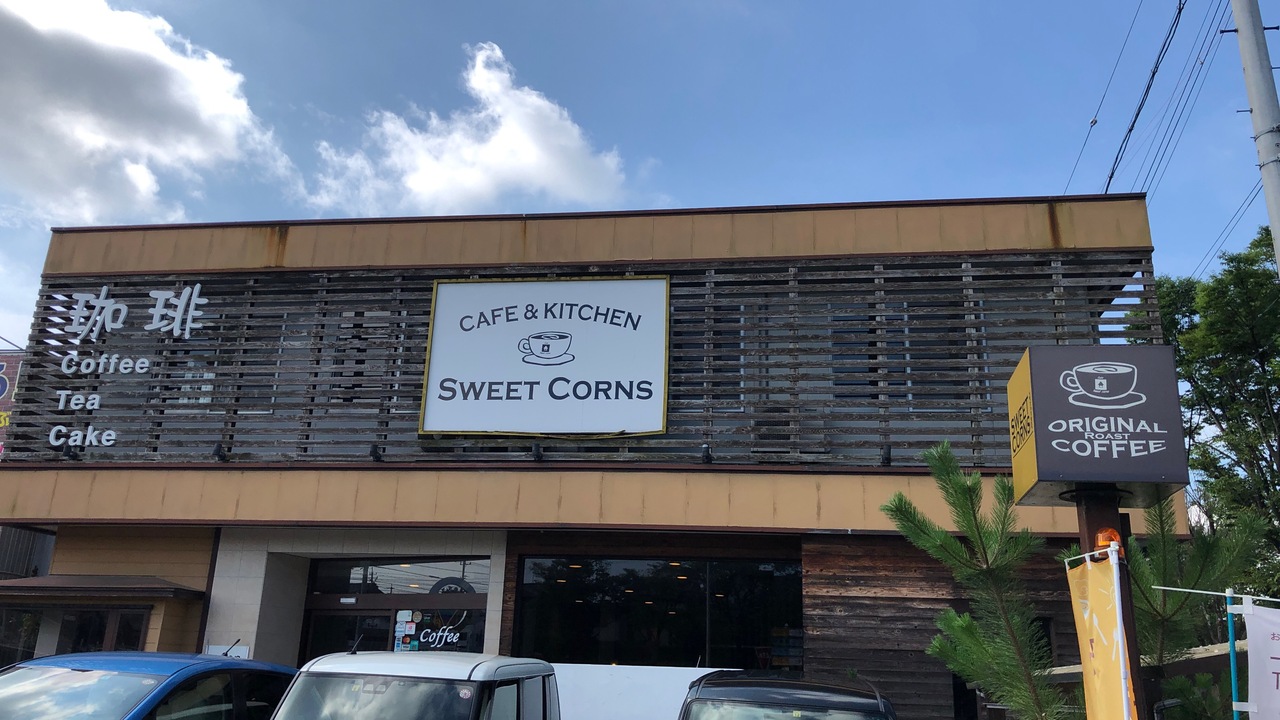 珈琲
Coffee
Tea
Cake
CAFE & KITCHEN
SWEET CORNS
SWEET
CORNS
ORIGINAL
ROAST
COFFEE
Coffee